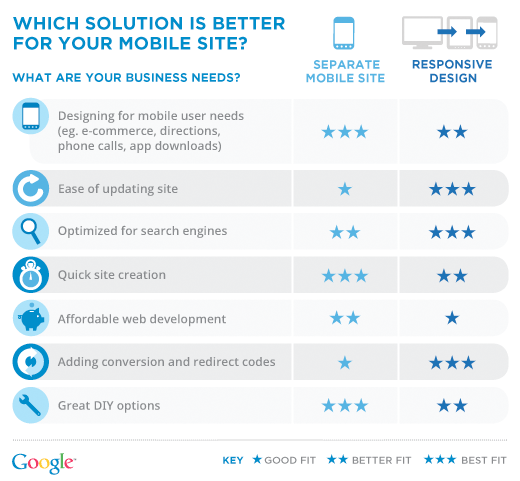 WHICH SOLUTION IS BETTER
FOR YOUR MOBILE SITE?
WHAT ARE YOUR BUSINESS NEEDS?
SEPARATE
MOBILE SITE
RESPONSIVE
DESIGN
Designing for mobile user needs
(eg. e-commerce, directions,
phone calls, app downloads)
★★★ ★★
Ease of updating site ★ ★★★
Optimized for search engines ★★ ★★★
Quick site creation ★★★ ★★
Affordable web development ★★ ★
Adding conversion and redirect codes ★ ★★★
Great DIY options ★★★ ★★
Google™
KEY ★ GOOD FIT ★★ BETTER FIT ★★★ BEST FIT